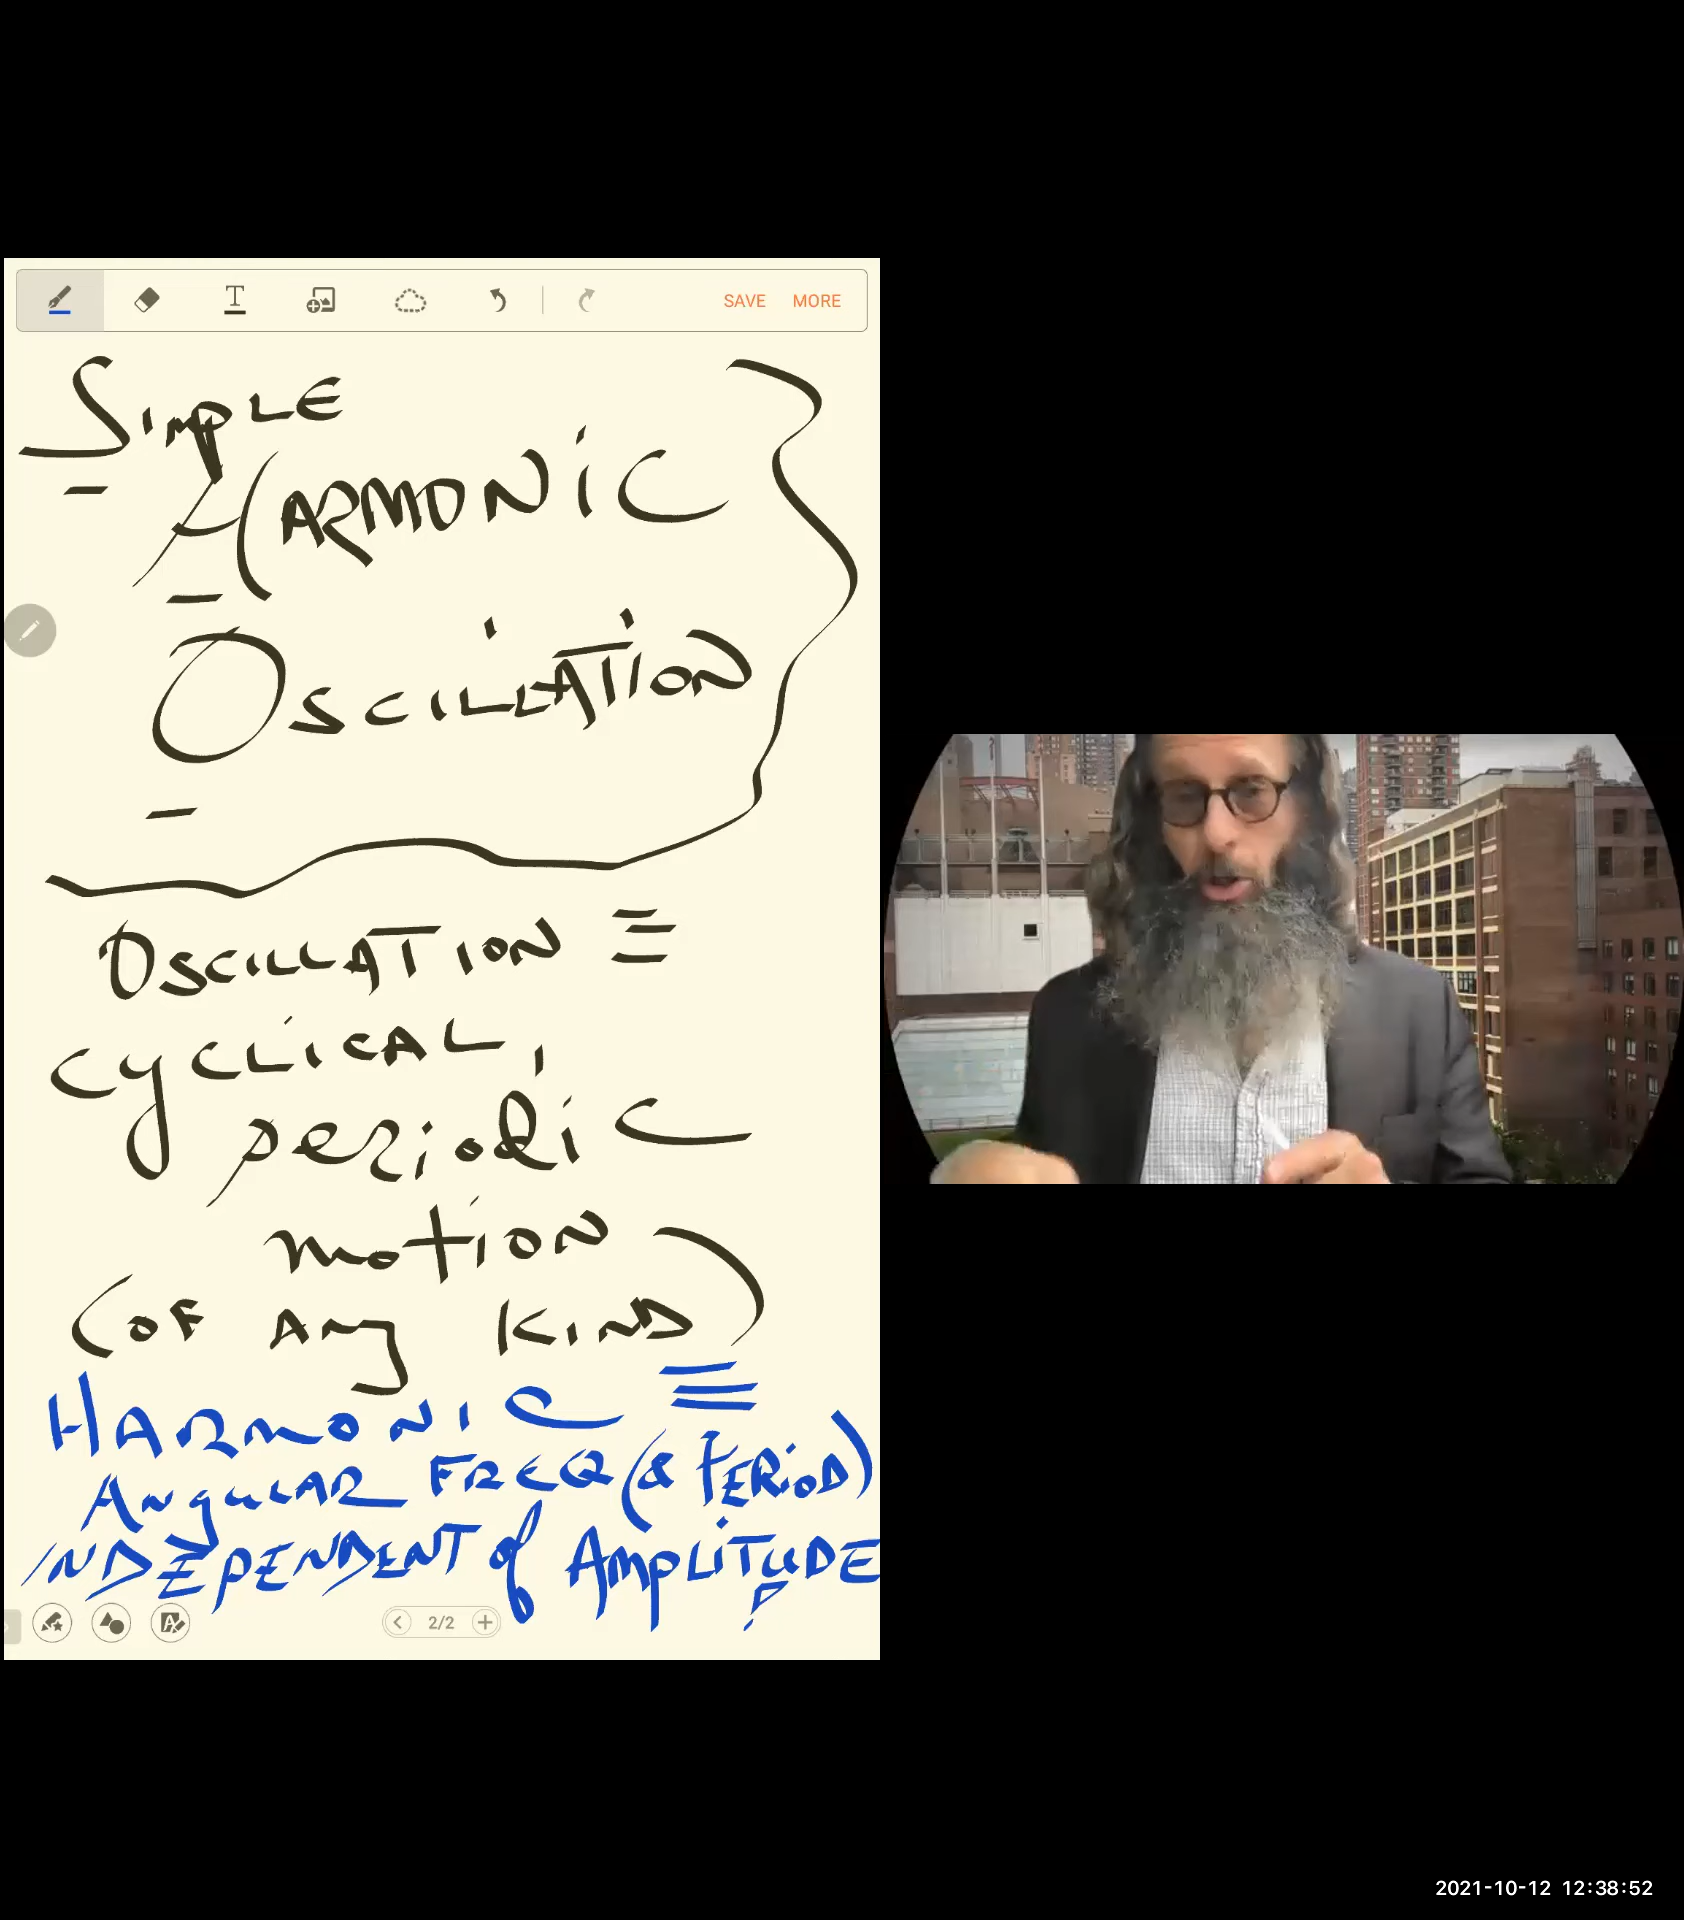 SAVE MORE
SIMPLE
HARMONIC
OSCILLATION
OSCILLATION ≡
CYCLICAL,
periodic
motion
(OF ANY KIND)
HARMONIC ≡
ANGULAR FREQ (& PERIOD)
INDEPENDENT of AMPLITUDE!
2/2
2021-10-12 12:38:52